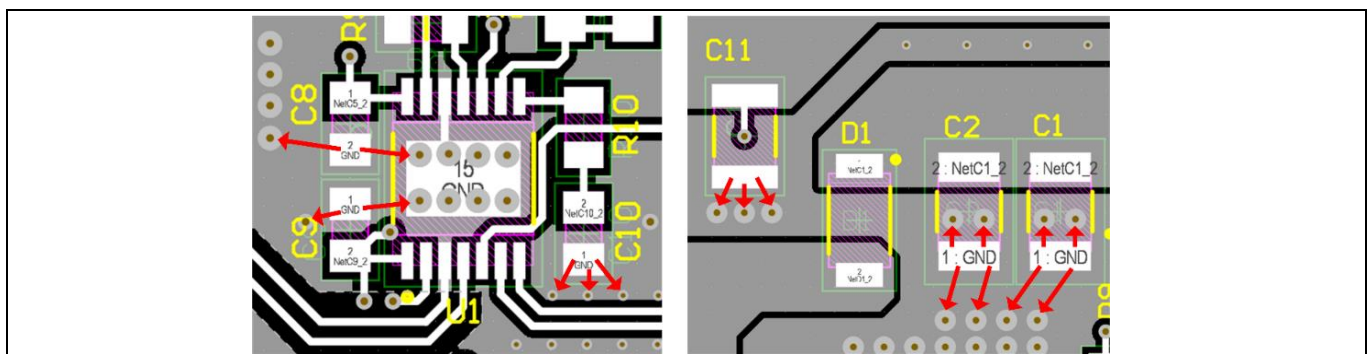 C8
1
NetC5_2
2
GND
C9
1
GND
2
NetC9_2
15
GND
U1
R10
2
NetC10_2
1
GND
C10
C11
D1
1
NetC1_2
2
C2
2 : NetC1_2
1 : GND
C1
2 : NetC1_2
1 : GND